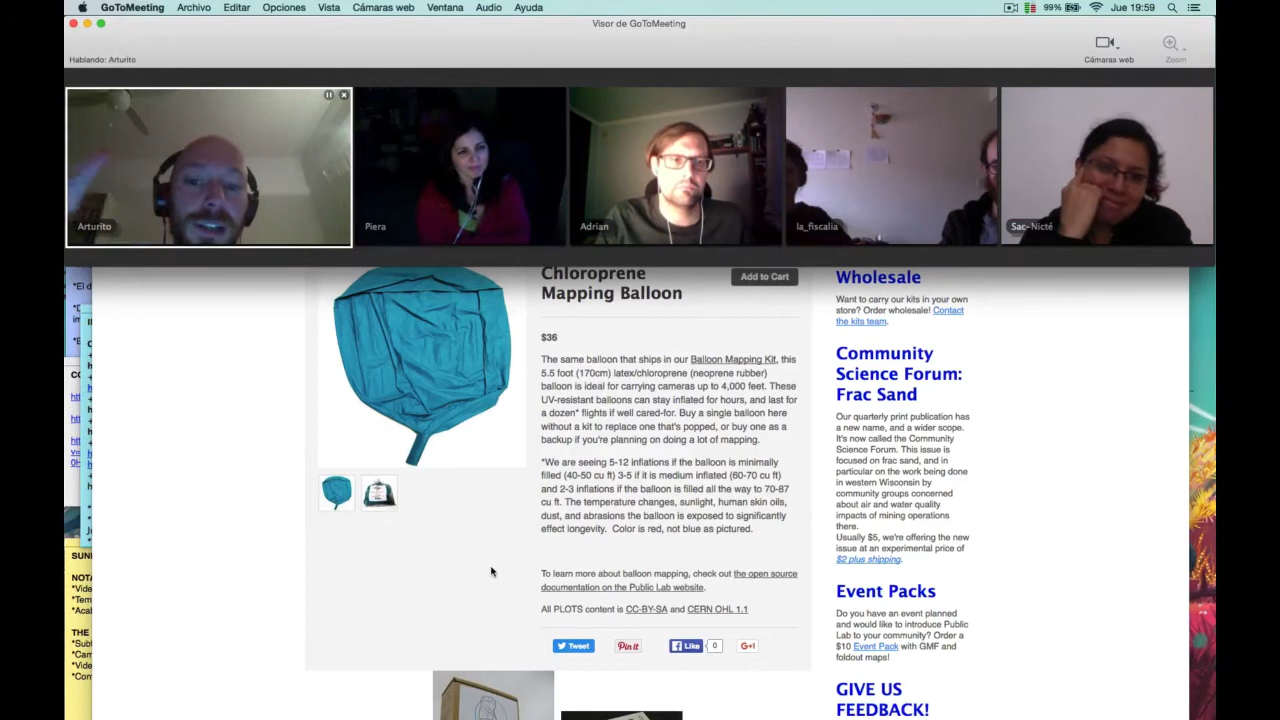 GoToMeeting Archivo Editar Opciones Vista Cámaras web Ventana Audio Ayuda 99% Jue 19:59
Visor de GoToMeeting
Hablando: Arturito
Cámaras web
Zoom
Arturito
Piera
Adrian
la_fiscalia
Sac-Nicté
*El d
CC
SUN
NOTA
*Vide
*Tem
*Aca
THE
*Sub
*Cam
*Vide
*Con
Chloroprene
Mapping Balloon
Add to Cart
$36
The same balloon that ships in our Balloon Mapping Kit, this
5.5 foot (170cm) latex/chloroprene (neoprene rubber)
balloon is ideal for carrying cameras up to 4,000 feet. These
UV-resistant balloons can stay inflated for hours, and last for
a dozen* flights if well cared-for. Buy a single balloon here
without a kit to replace one that's popped, or buy one as a
backup if you're planning on doing a lot of mapping.
*We are seeing 5-12 inflations if the balloon is minimally
filled (40-50 cu ft) 3-5 if it is medium inflated (60-70 cu ft)
and 2-3 inflations if the balloon is filled all the way to 70-87
cu ft. The temperature changes, sunlight, human skin oils,
dust, and abrasions the balloon is exposed to significantly
effect longevity. Color is red, not blue as pictured.
To learn more about balloon mapping, check out the open source
documentation on the Public Lab website.
All PLOTS content is CC-BY-SA and CERN OHL 1.1
Tweet
Pin it
Like 0
G+1
Wholesale
Want to carry our kits in your own
store? Order wholesale! Contact
the kits team.
Community
Science Forum:
Frac Sand
Our quarterly print publication has
a new name, and a wider scope.
It's now called the Community
Science Forum. This issue is
focused on frac sand, and in
particular on the work being done
in western Wisconsin by
community groups concerned
about air and water quality
impacts of mining operations
there.
Usually $5, we're offering the new
issue at an experimental price of
$2 plus shipping.
Event Packs
Do you have an event planned
and would like to introduce Public
Lab to your community? Order a
$10 Event Pack with GMF and
foldout maps!
GIVE US
FEEDBACK!